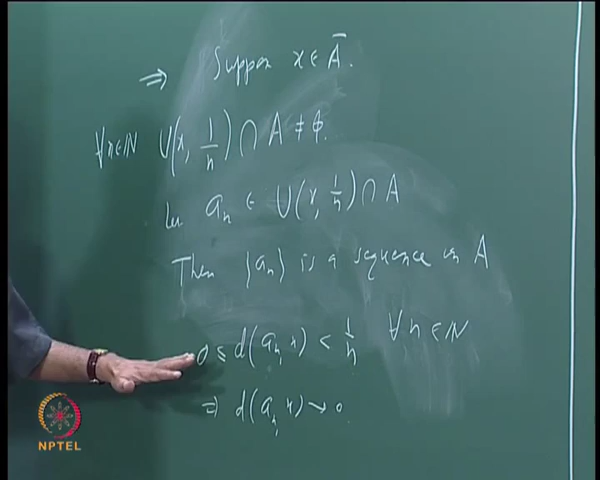 ⇒ Suppose x ∈ Ā.
∀n∈ℕ U(x, 1/n) ∩ A ≠ ϕ.
Let aₙ ∈ U(x, 1/n) ∩ A
Then {aₙ} is a sequence in A
0 ≤ d(aₙ, x) < 1/n ∀ n ∈ ℕ
⇒ d(aₙ, x) → 0.
NPTEL